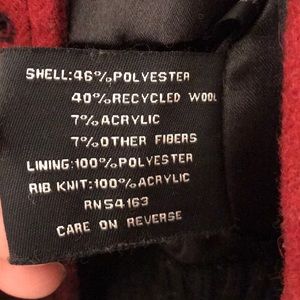 SHELL:46%POLYESTER
40%RECYCLED WOOL
7%ACRYLIC
7%OTHER FIBERS
LINING:100%POLYESTER
RIB KNIT:100%ACRYLIC
RN54163
CARE ON REVERSE